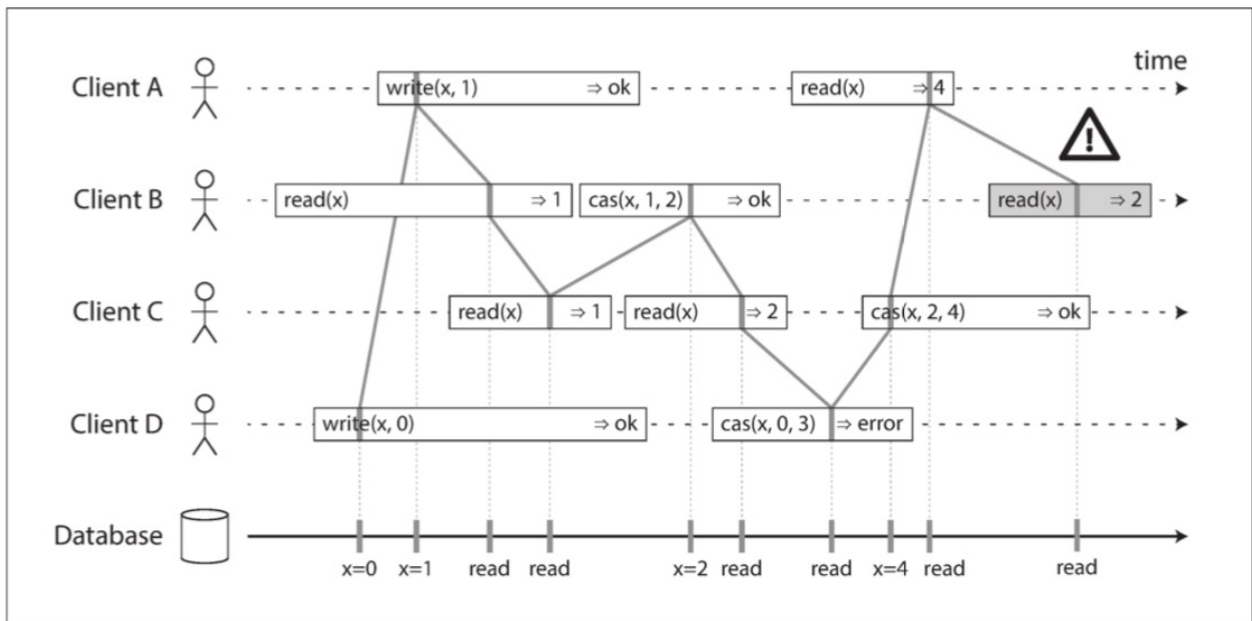 time
Client A write(x, 1) ⇒ ok read(x) ⇒ 4
!
Client B read(x) ⇒ 1 cas(x, 1, 2) ⇒ ok read(x) ⇒ 2
Client C read(x) ⇒ 1 read(x) ⇒ 2 cas(x, 2, 4) ⇒ ok
Client D write(x, 0) ⇒ ok cas(x, 0, 3) ⇒ error
Database
x=0 x=1 read read x=2 read read x=4 read read